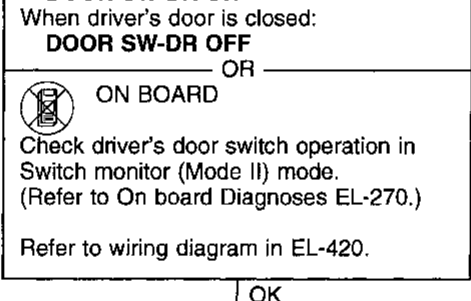 When driver's door is closed:
DOOR SW-DR OFF
OR
ON BOARD
Check driver's door switch operation in
Switch monitor (Mode II) mode.
(Refer to On board Diagnoses EL-270.)
Refer to wiring diagram in EL-420.
OK